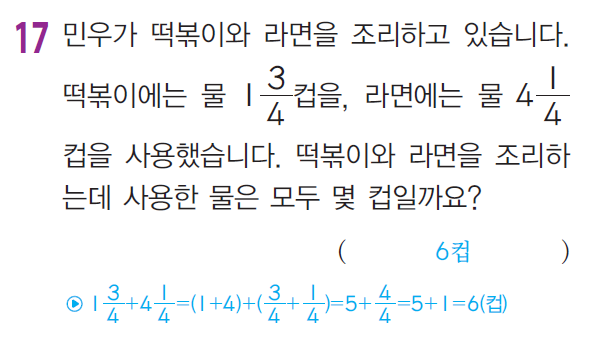 17 민우가 떡볶이와 라면을 조리하고 있습니다.
떡볶이에는 물 1 3/4컵을, 라면에는 물 4 1/4
컵을 사용했습니다. 떡볶이와 라면을 조리하
는데 사용한 물은 모두 몇 컵일까요?
( 6컵 )
1 3/4+4 1/4=(1+4)+(3/4+1/4)=5+4/4=5+1=6(컵)